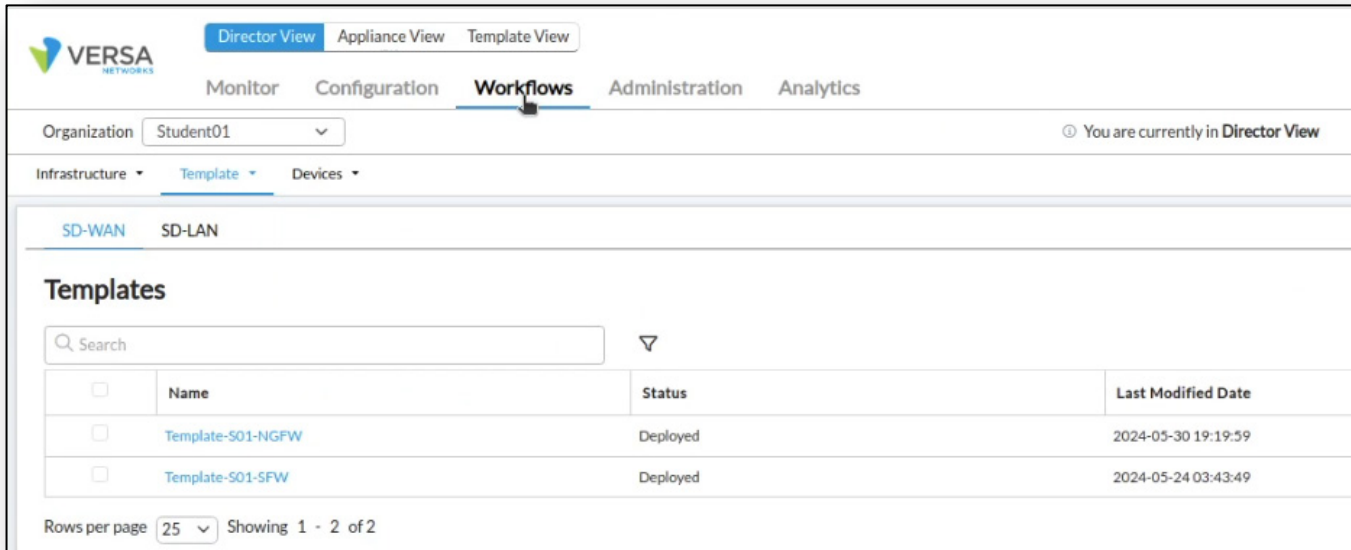 Director View Appliance View Template View
VERSA
NETWORKS
Monitor Configuration Workflows Administration Analytics
Organization Student01 You are currently in Director View
Infrastructure Template Devices
SD-WAN SD-LAN
Templates
Search
Name Status Last Modified Date
Template-S01-NGFW Deployed 2024-05-30 19:19:59
Template-S01-SFW Deployed 2024-05-24 03:43:49
Rows per page 25 Showing 1 - 2 of 2